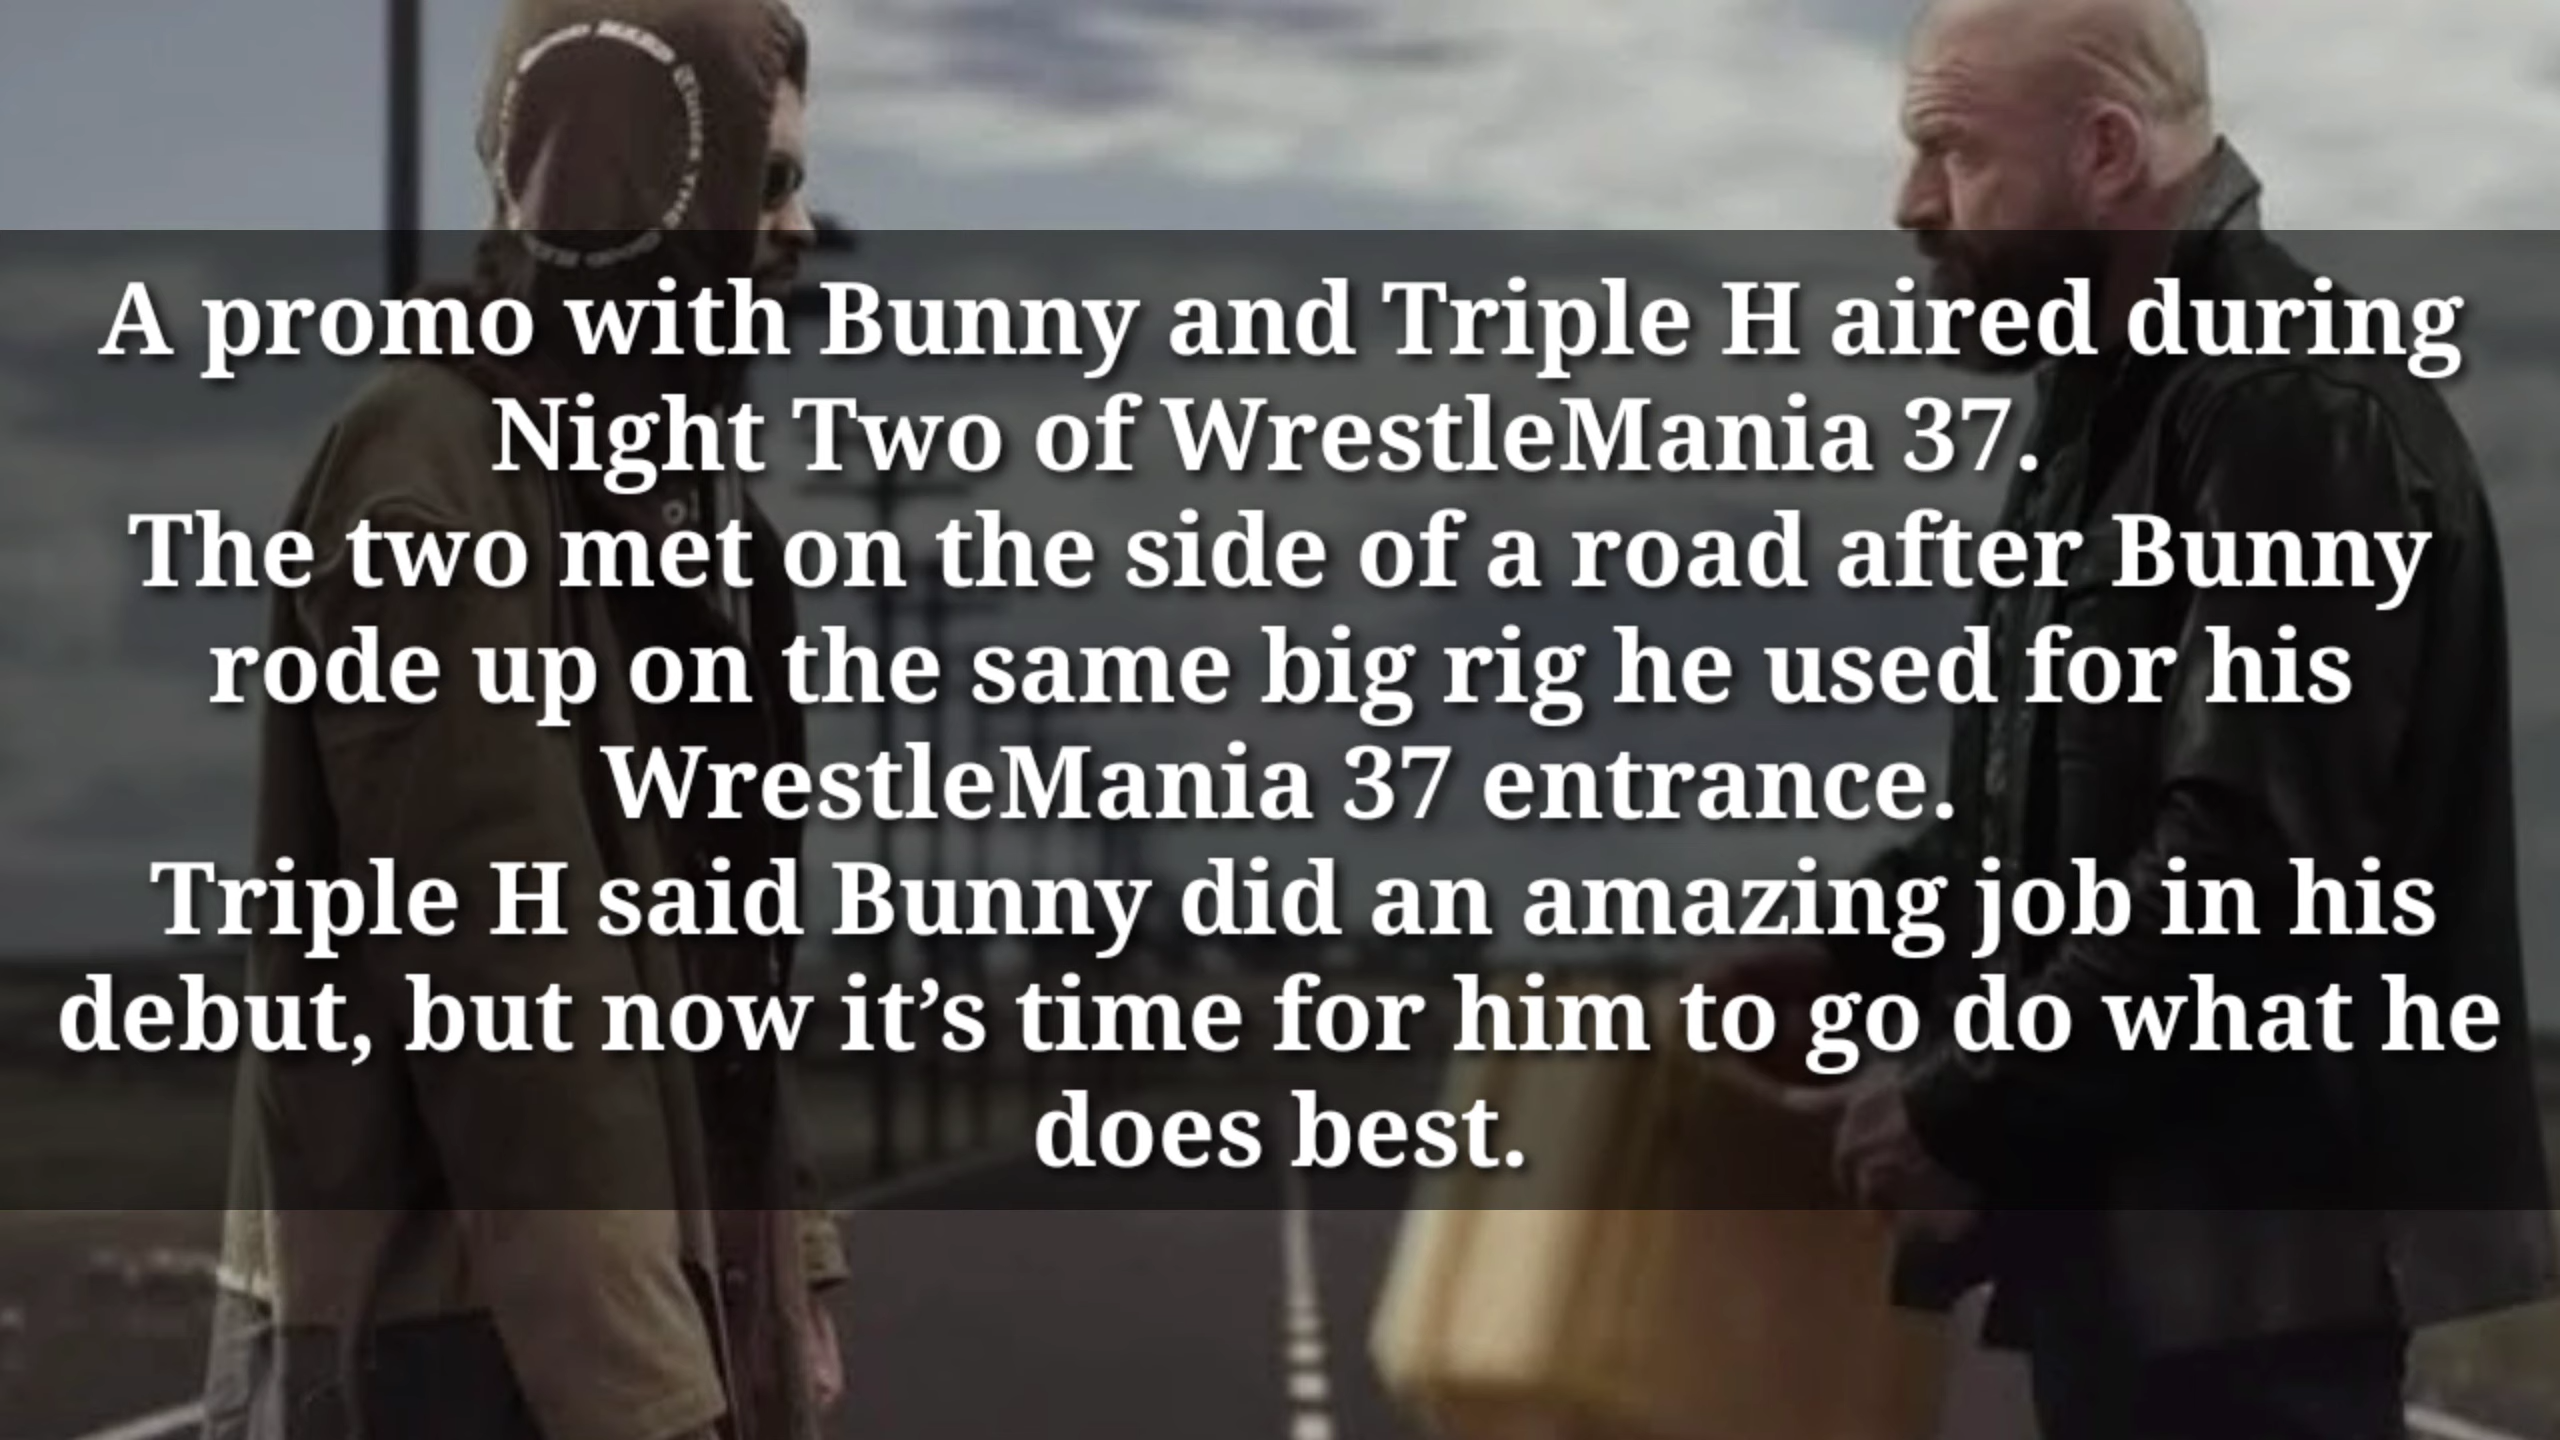 A promo with Bunny and Triple H aired during
Night Two of WrestleMania 37.
The two met on the side of a road after Bunny
rode up on the same big rig he used for his
WrestleMania 37 entrance.
Triple H said Bunny did an amazing job in his
debut, but now it’s time for him to go do what he
does best.